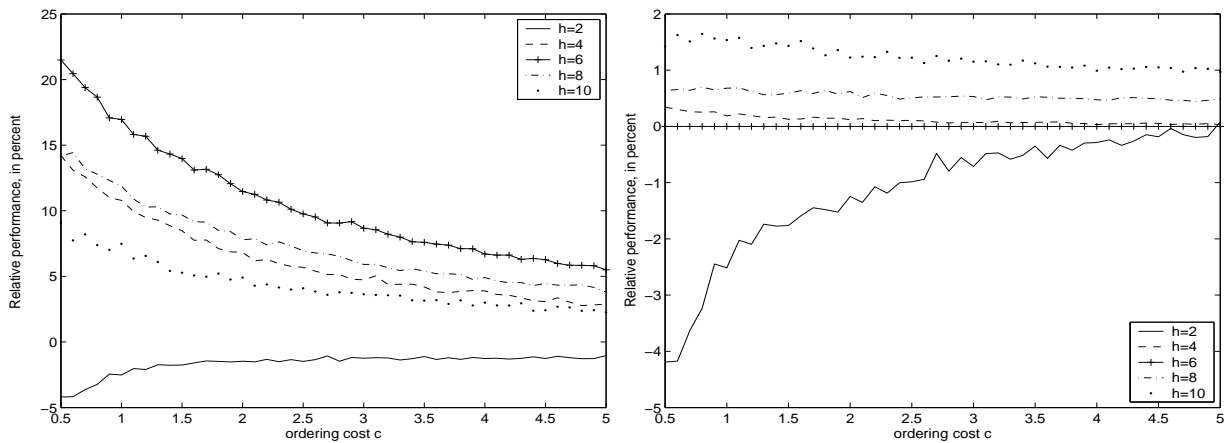 Relative performance, in percent
25
20
15
10
5
0
−5
0.5
1
1.5
2
2.5
3
3.5
4
4.5
5
ordering cost c
h=2
h=4
h=6
h=8
h=10
Relative performance, in percent
2
1
0
−1
−2
−3
−4
−5
0.5
1
1.5
2
2.5
3
3.5
4
4.5
5
ordering cost c
h=2
h=4
h=6
h=8
h=10